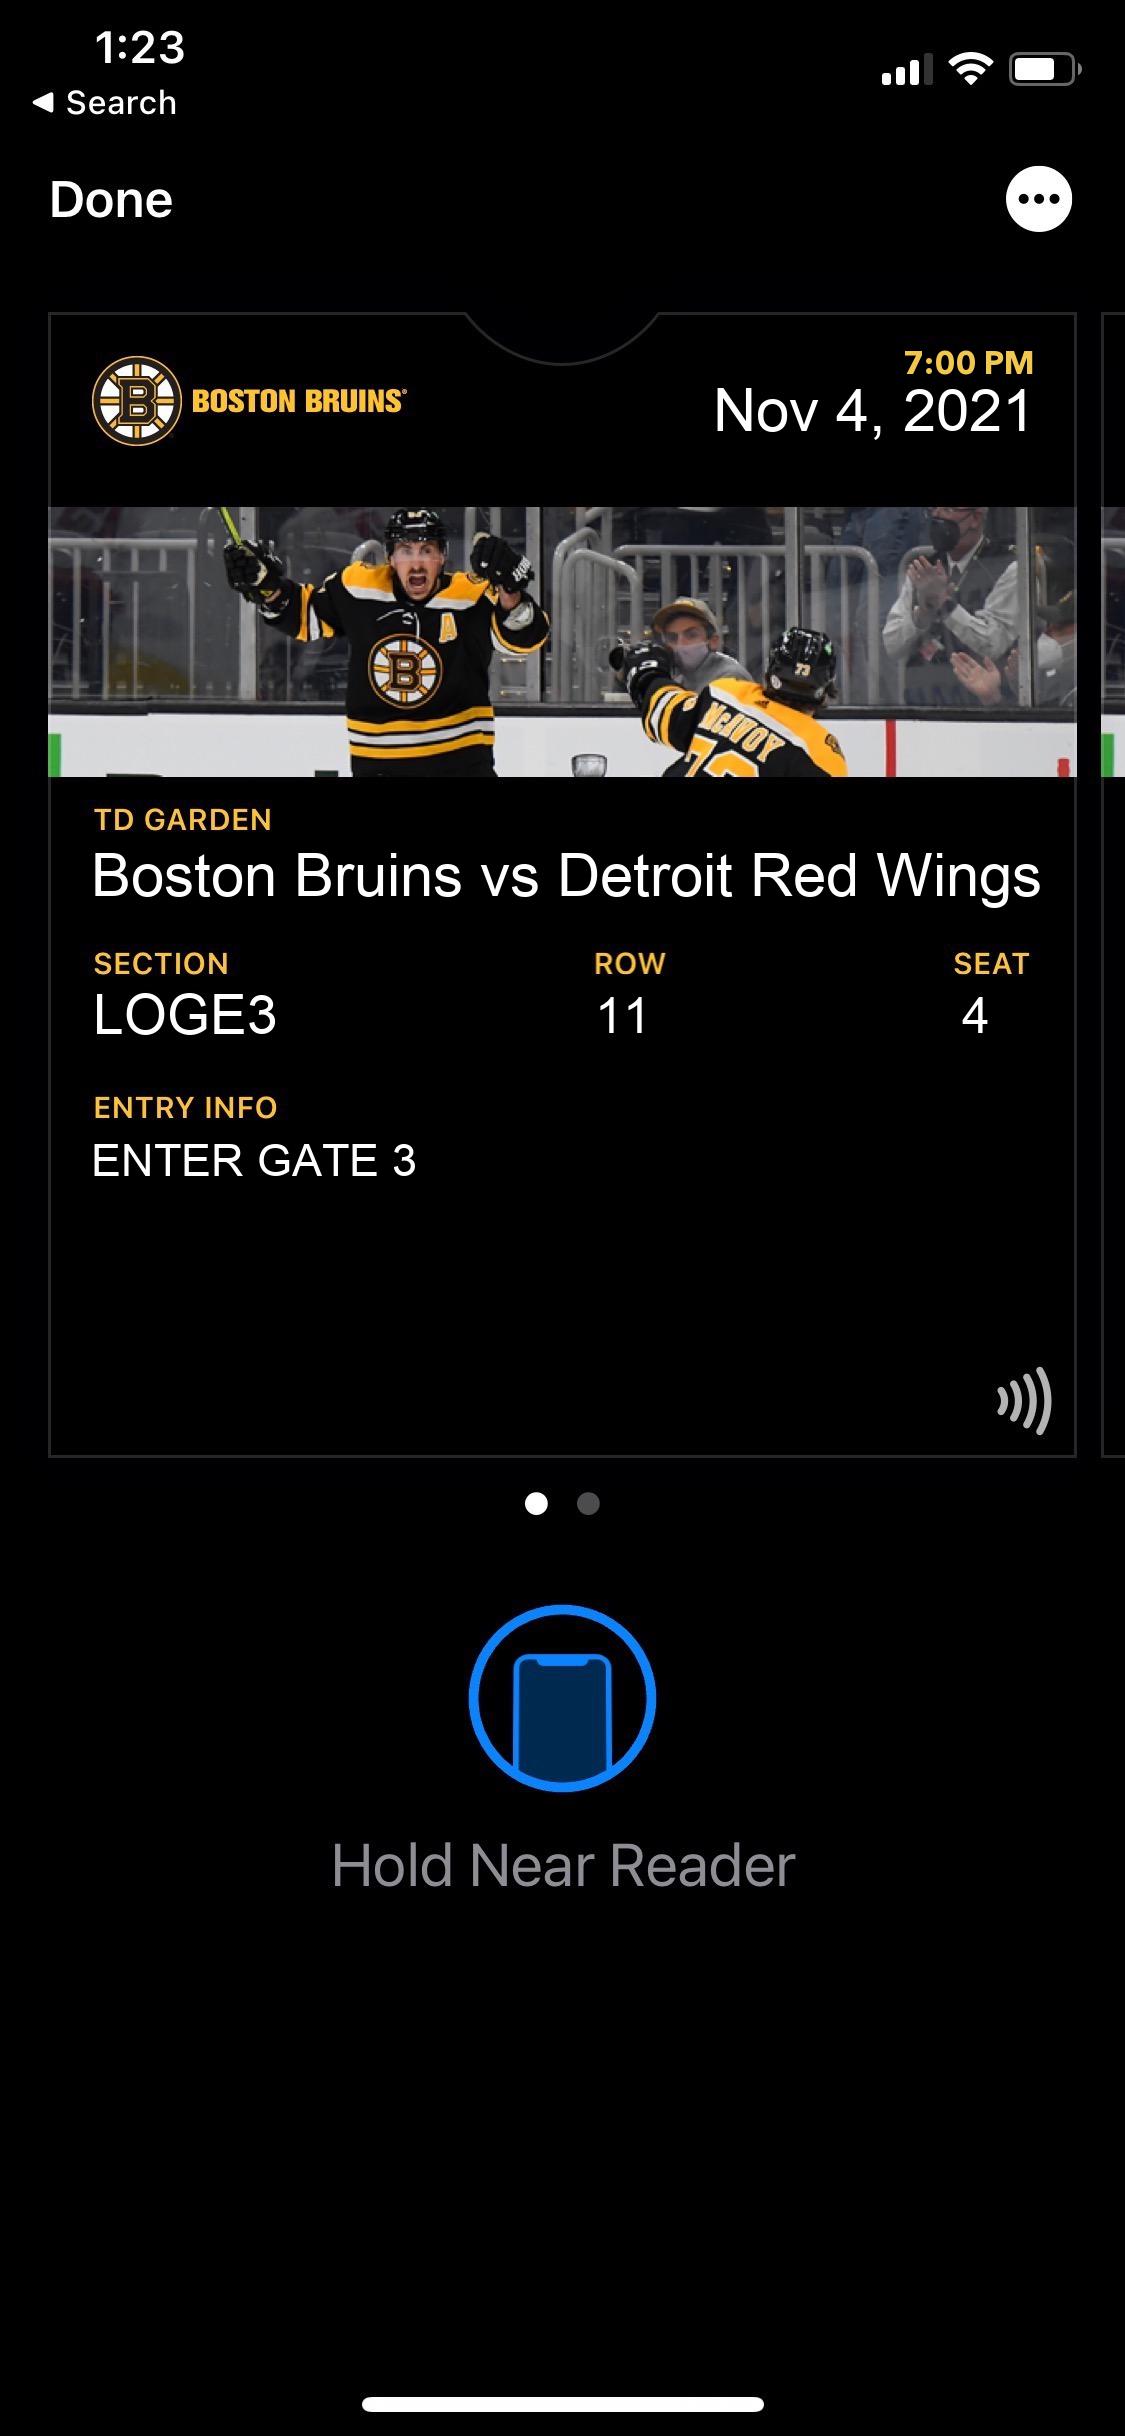 1:23
◀ Search
Done
B BOSTON BRUINS®
7:00 PM
Nov 4, 2021
A
B
73
McAVOY
73
TD GARDEN
Boston Bruins vs Detroit Red Wings
SECTION ROW SEAT
LOGE3 11 4
ENTRY INFO
ENTER GATE 3
Hold Near Reader